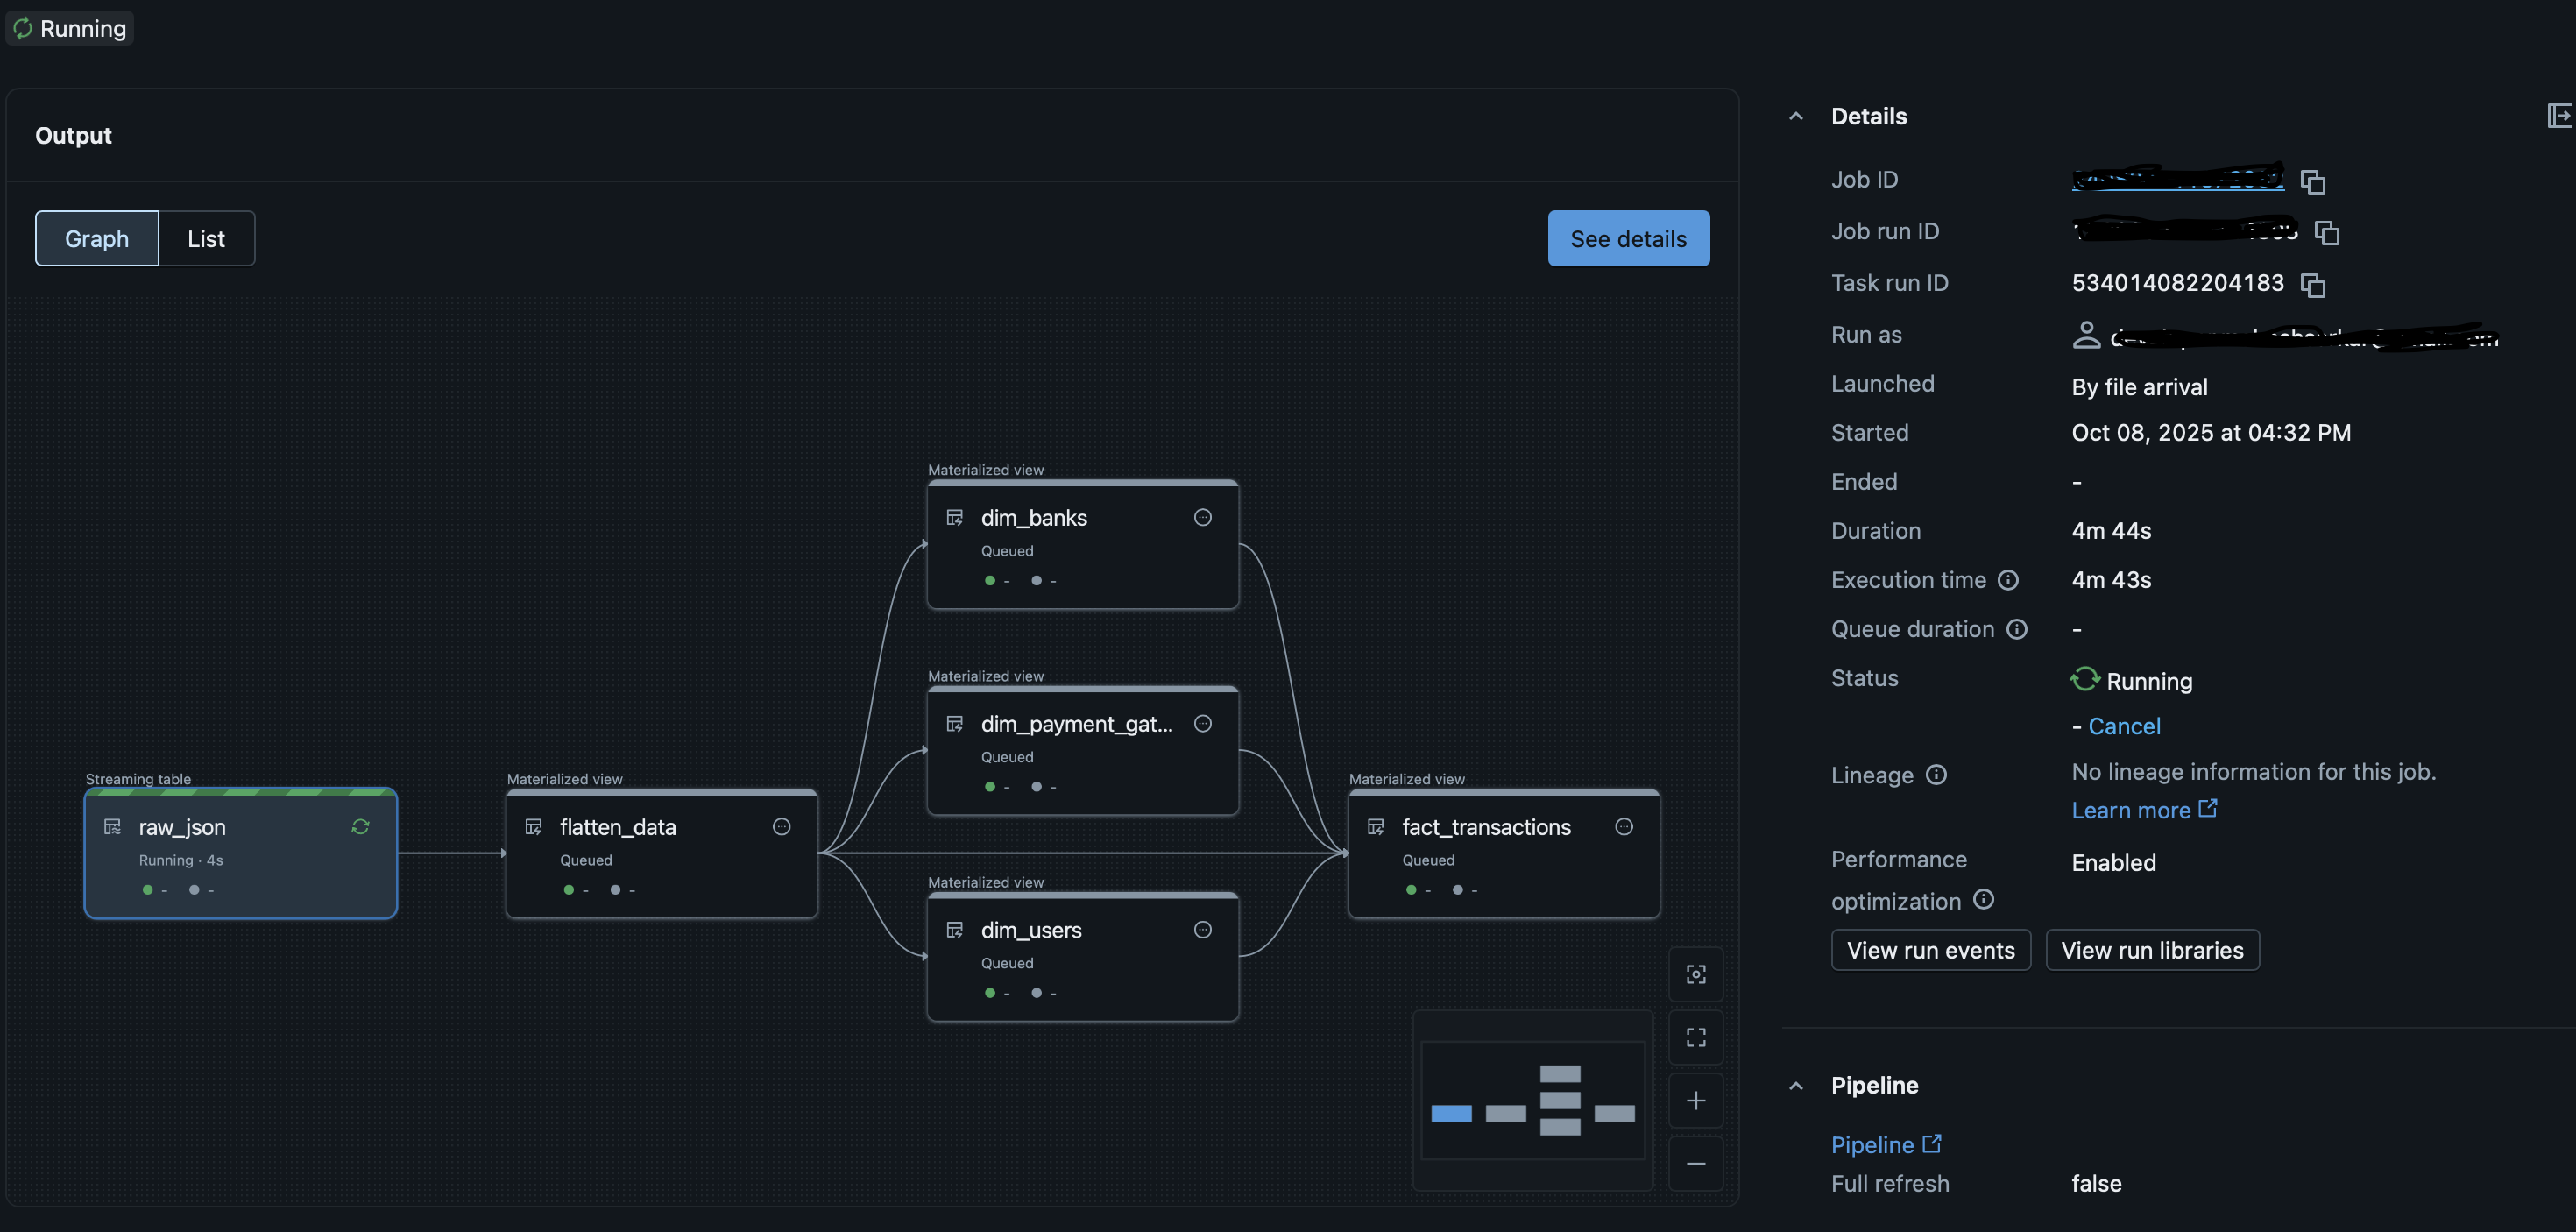 Running
Output
Graph
List
See details
Materialized view
dim_banks
Queued
- -
Materialized view
dim_payment_gat...
Queued
- -
Streaming table
raw_json
Running · 4s
- -
Materialized view
flatten_data
Queued
- -
Materialized view
dim_users
Queued
- -
Materialized view
fact_transactions
Queued
- -
Details
Job ID
Job run ID
Task run ID 534014082204183
Run as
Launched By file arrival
Started Oct 08, 2025 at 04:32 PM
Ended -
Duration 4m 44s
Execution time 4m 43s
Queue duration -
Status Running
- Cancel
Lineage No lineage information for this job.
Learn more
Performance optimization Enabled
View run events View run libraries
Pipeline
Pipeline
Full refresh false